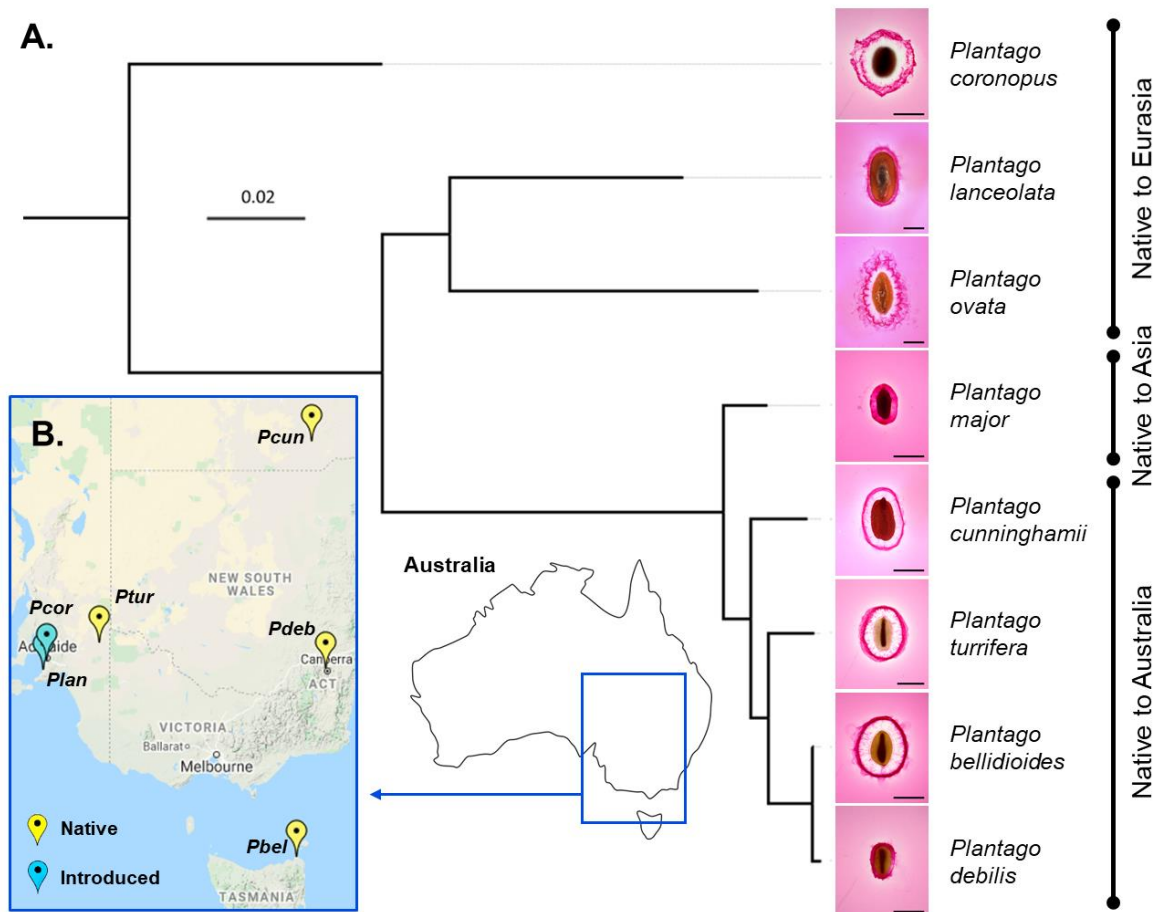 A.
0.02
Plantago
coronopus
Plantago
lanceolata
Plantago
ovata
Plantago
major
Plantago
cunninghamii
Plantago
turrifera
Plantago
bellidioides
Plantago
debilis
Native to Eurasia
Native to Asia
Native to Australia
B.
Pcun
NEW SOUTH
WALES
Pcor
Ptur
Pdeb
Plan
Canberra
ACT
VICTORIA
Ballarat
Melbourne
Native
Pbel
Introduced
TASMANIA
Australia